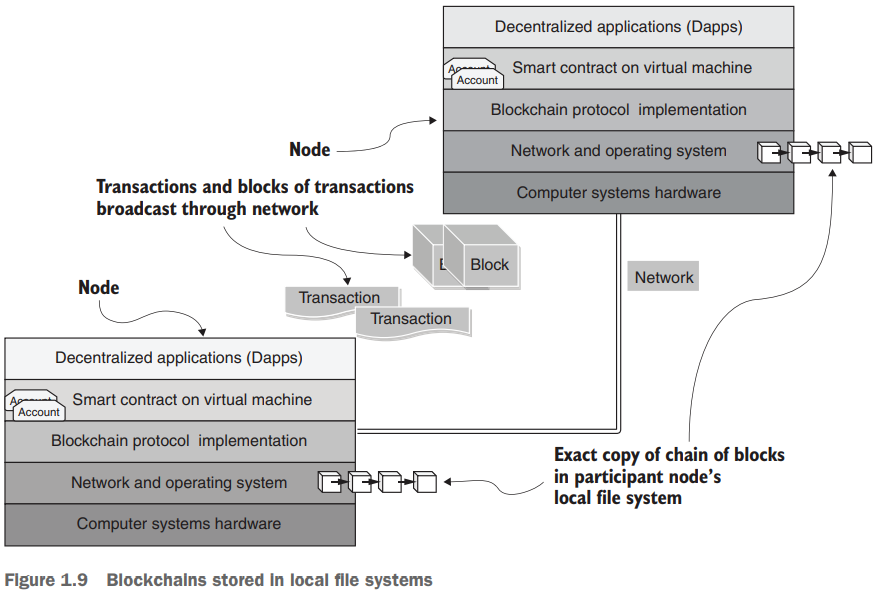 Decentralized applications (Dapps)
Smart contract on virtual machine
Account
Blockchain protocol implementation
Node
Network and operating system
Transactions and blocks of transactions
broadcast through network
Computer systems hardware
Block
Network
Node
Transaction
Transaction
Decentralized applications (Dapps)
Smart contract on virtual machine
Account
Blockchain protocol implementation
Exact copy of chain of blocks
in participant node's
local file system
Network and operating system
Computer systems hardware
Figure 1.9 Blockchains stored in local file systems